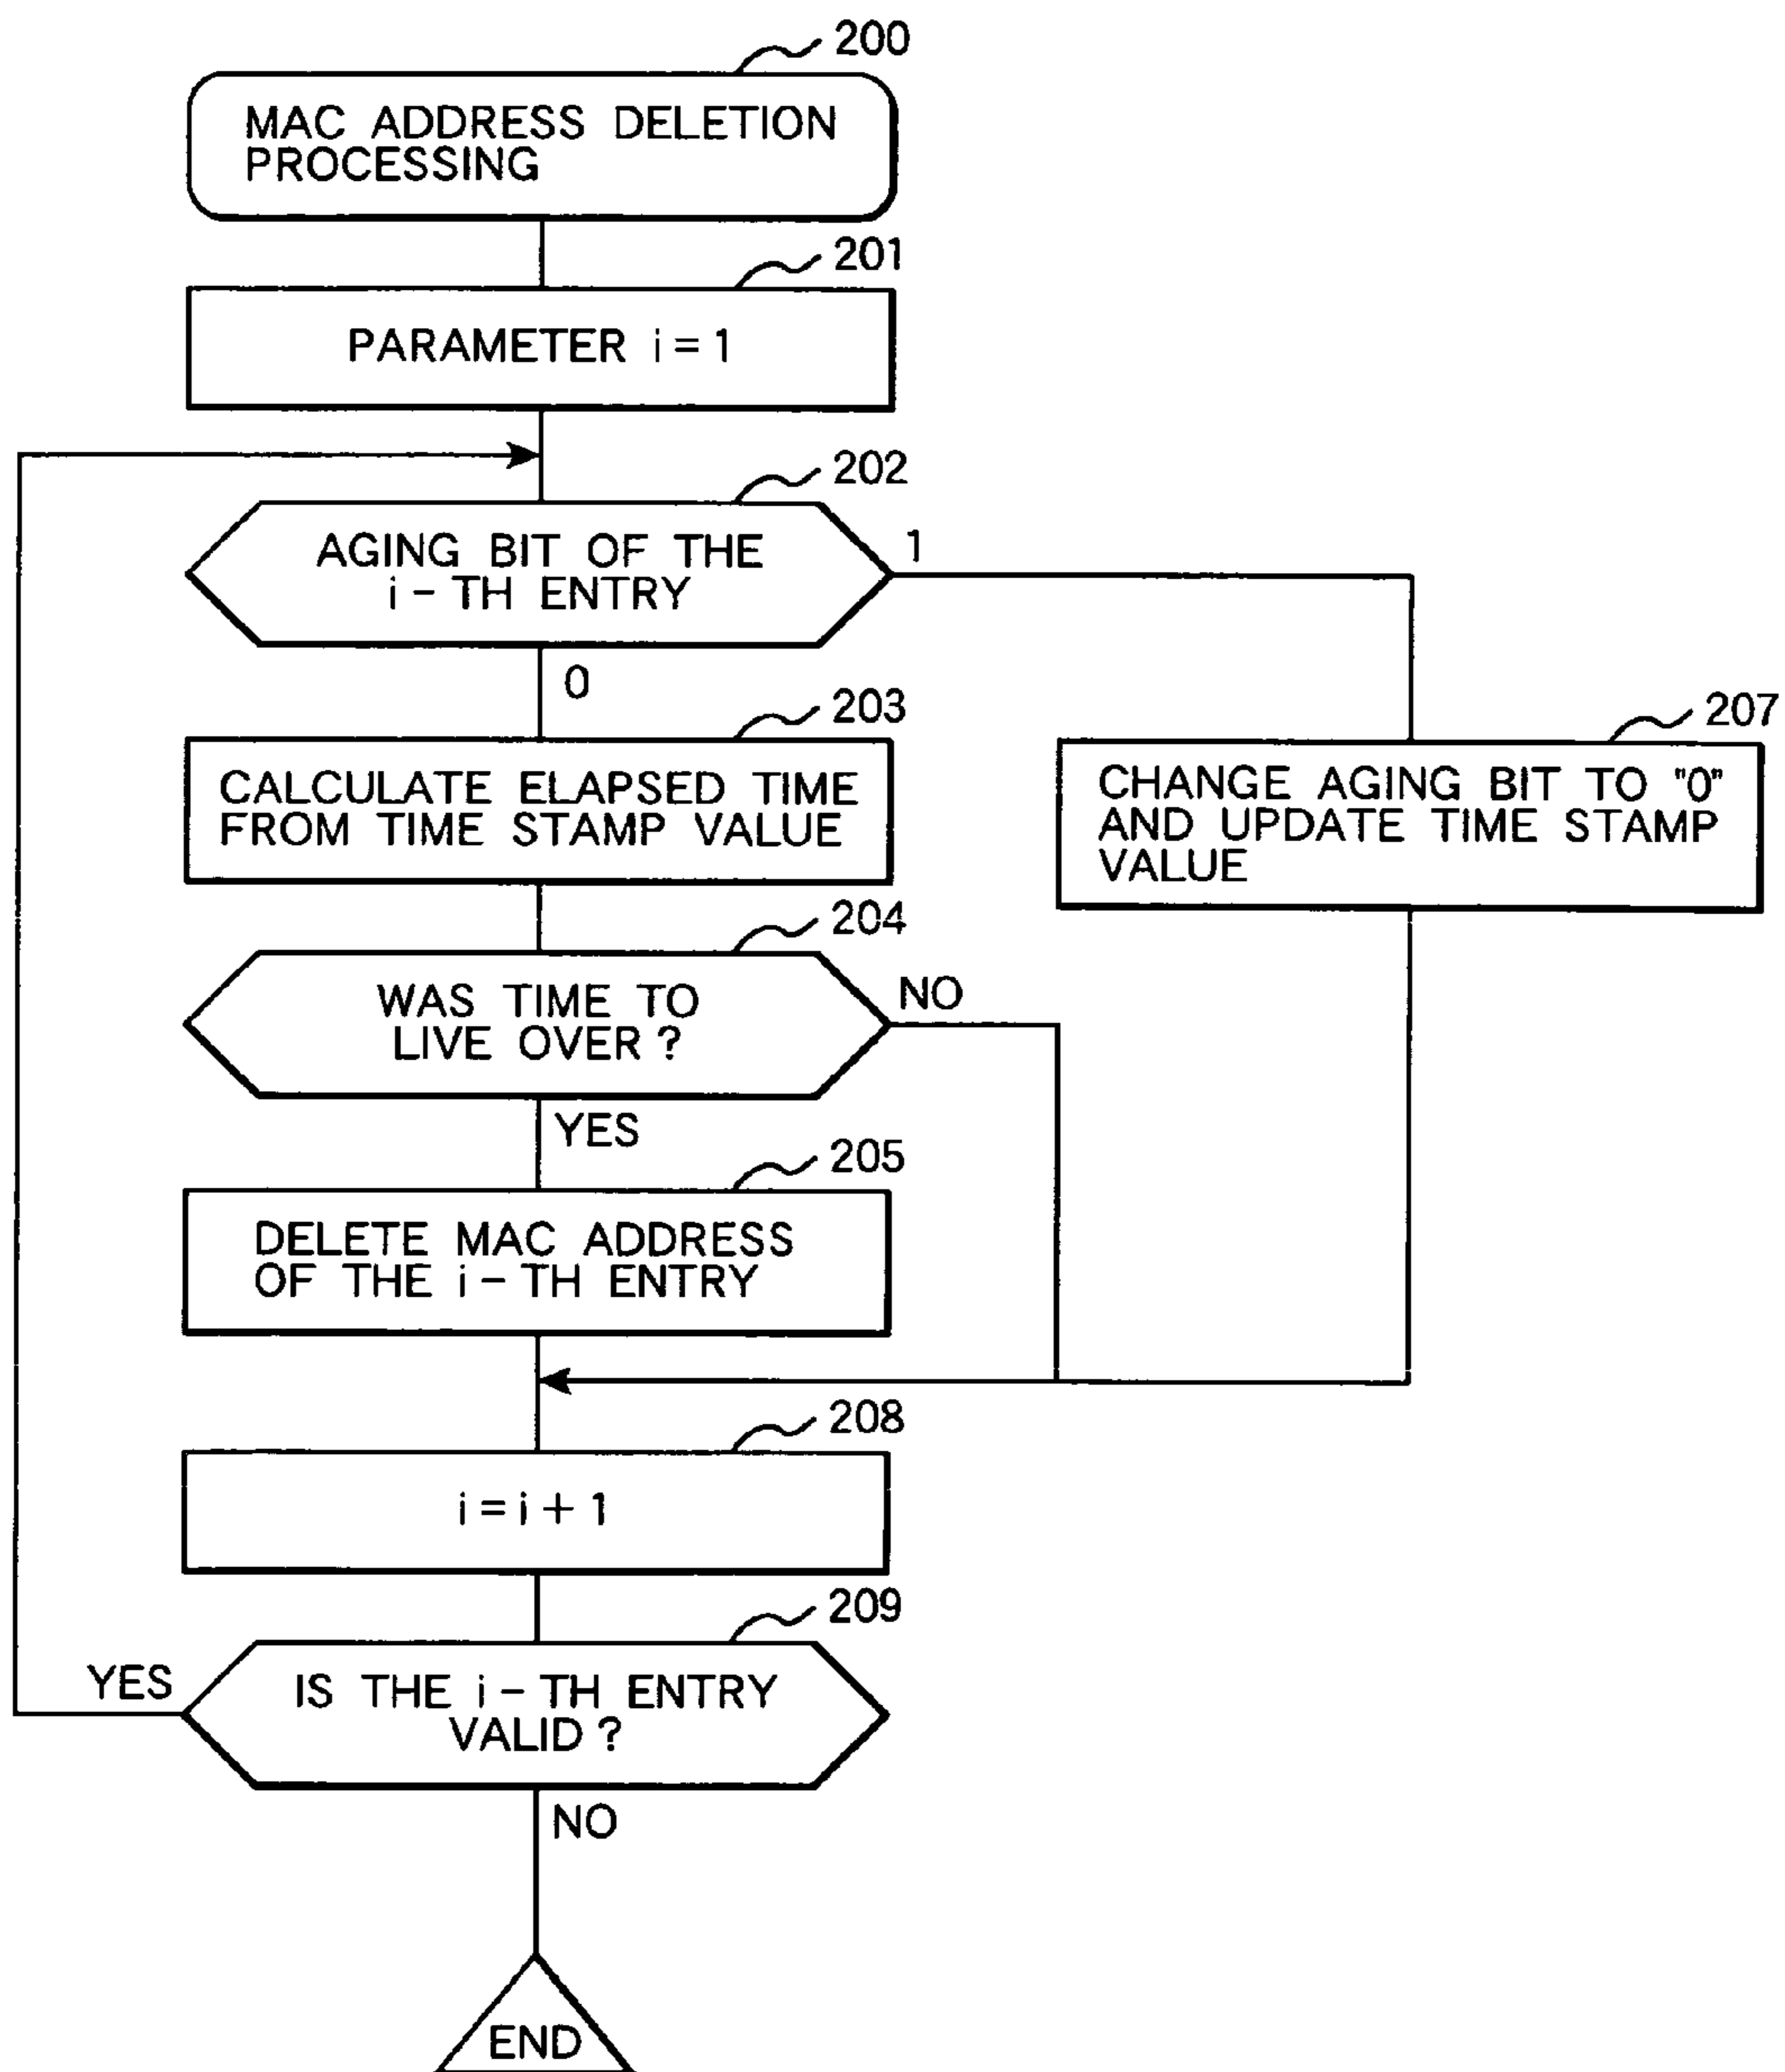 200
MAC ADDRESS DELETION
PROCESSING
201
PARAMETER i = 1
202
AGING BIT OF THE
i - TH ENTRY
1
0
203
CALCULATE ELAPSED TIME
FROM TIME STAMP VALUE
207
CHANGE AGING BIT TO "0"
AND UPDATE TIME STAMP
VALUE
204
WAS TIME TO
LIVE OVER ?
NO
YES
205
DELETE MAC ADDRESS
OF THE i - TH ENTRY
208
i = i + 1
209
IS THE i - TH ENTRY
VALID ?
YES
NO
END